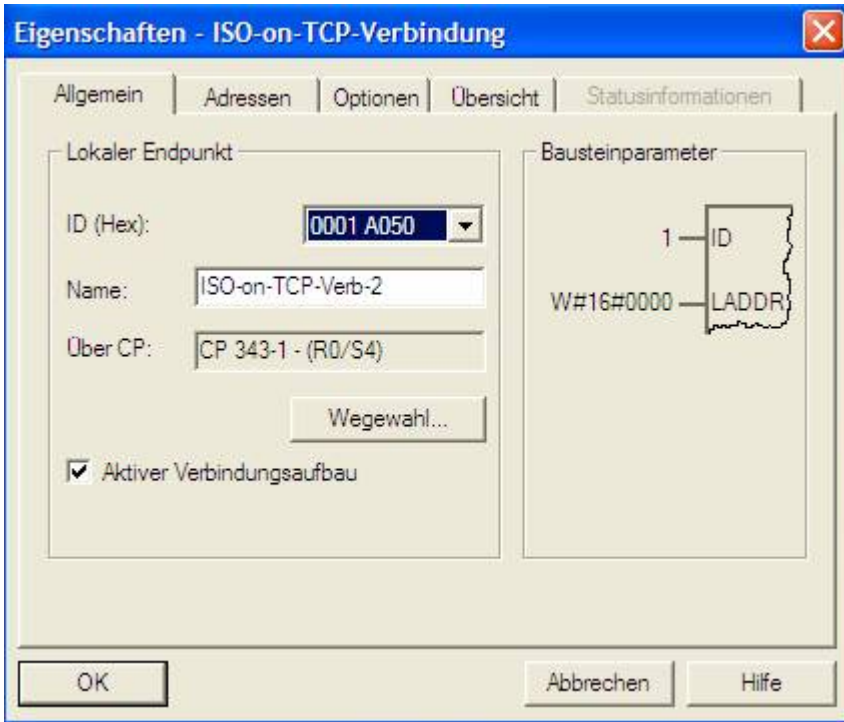 Eigenschaften - ISO-on-TCP-Verbindung
Allgemein Adressen Optionen Übersicht Statusinformationen
Lokaler Endpunkt
ID (Hex): 0001 A050
Name: ISO-on-TCP-Verb-2
Über CP: CP 343-1 - (R0/S4)
Wegewahl...
Aktiver Verbindungsaufbau
Bausteinparameter
1 ID
W#16#0000 LADDR
OK Abbrechen Hilfe